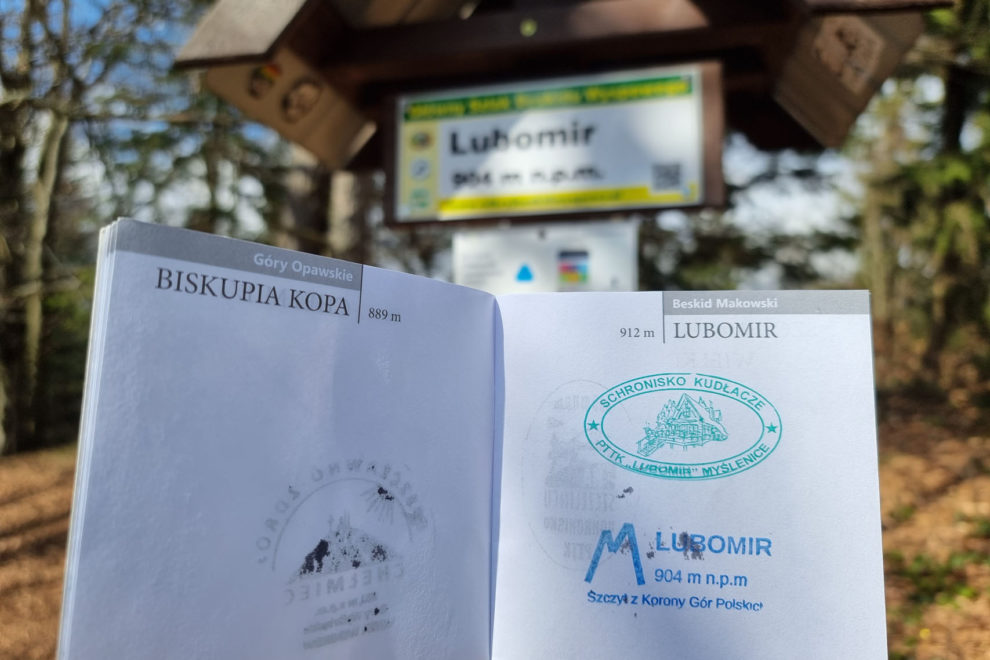 Lubomir
904 m n.p.m.
Góry Opawskie
BISKUPIA KOPA
889 m
Beskid Makowski
912 m
LUBOMIR
SCHRONISKO KUDŁACZE
PTTK „LUBOMIR" MYŚLENICE
LUBOMIR
904 m n.p.m
Szczyt z Korony Gór Polskich